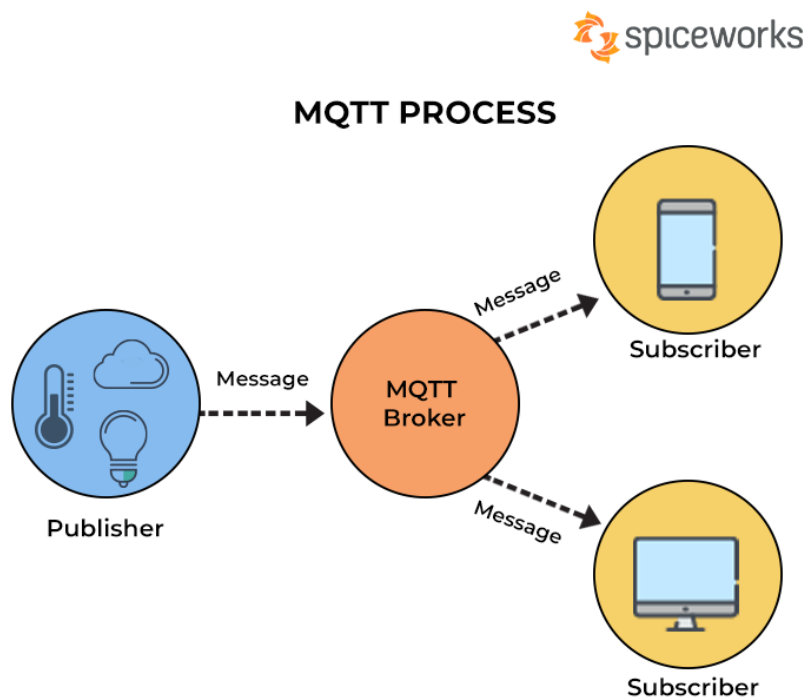 spiceworks
MQTT PROCESS
Message
Subscriber
Message
MQTT
Broker
Publisher
Message
Subscriber